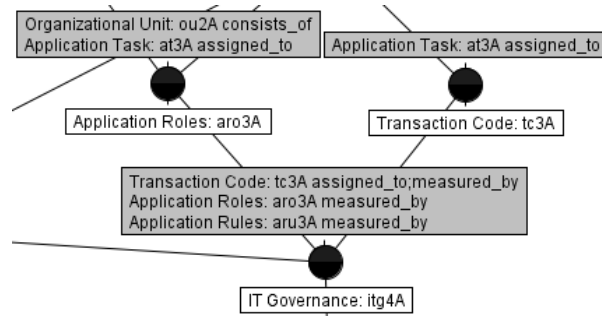 Organizational Unit: ou2A consists_of
Application Task: at3A assigned_to
Application Task: at3A assigned_to
Application Roles: aro3A
Transaction Code: tc3A
Transaction Code: tc3A assigned_to;measured_by
Application Roles: aro3A measured_by
Application Rules: aru3A measured_by
IT Governance: itg4A